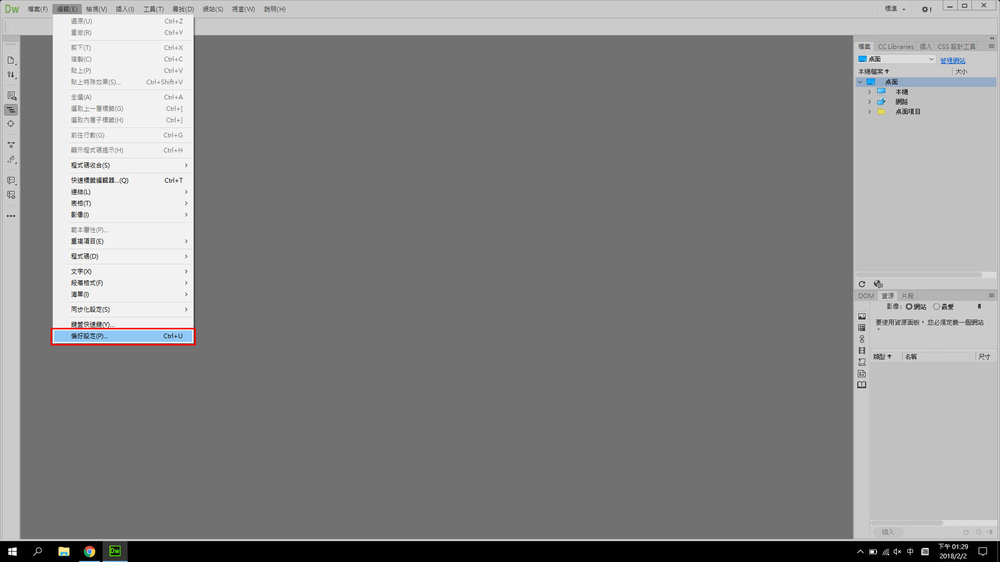 Dw 檔案(F) 編輯(E) 檢視(V) 插入(I) 工具(T) 尋找(D) 網站(S) 視窗(W) 說明(H) 標準
還原(U) Ctrl+Z
重做(R) Ctrl+Y
剪下(T) Ctrl+X
複製(C) Ctrl+C
貼上(P) Ctrl+V
貼上特殊效果(S)... Ctrl+Shift+V
全選(A) Ctrl+A
選取上一層標籤(G) Ctrl+[
選取內層子標籤(H) Ctrl+]
前往行數(G) Ctrl+G
顯示程式碼提示(H) Ctrl+H
程式碼收合(S)
快速標籤編輯器...(Q) Ctrl+T
連結(L)
表格(T)
影像(I)
範本屬性(P)...
重複項目(E)
程式碼(D)
文字(X)
段落格式(F)
清單(I)
同步化設定(S)
鍵盤快速鍵(Y)...
偏好設定(P)... Ctrl+U
檔案 CC Libraries 插入 CSS 設計工具
桌面 管理網站
本機檔案 大小
桌面
本機
網路
桌面項目
DOM 資源 片段
影像: 網站 最愛
要使用資源面板，您必須定義一個網站
。
類型 名稱 尺寸
插入
Dw 中 下午 01:29
2018/2/2